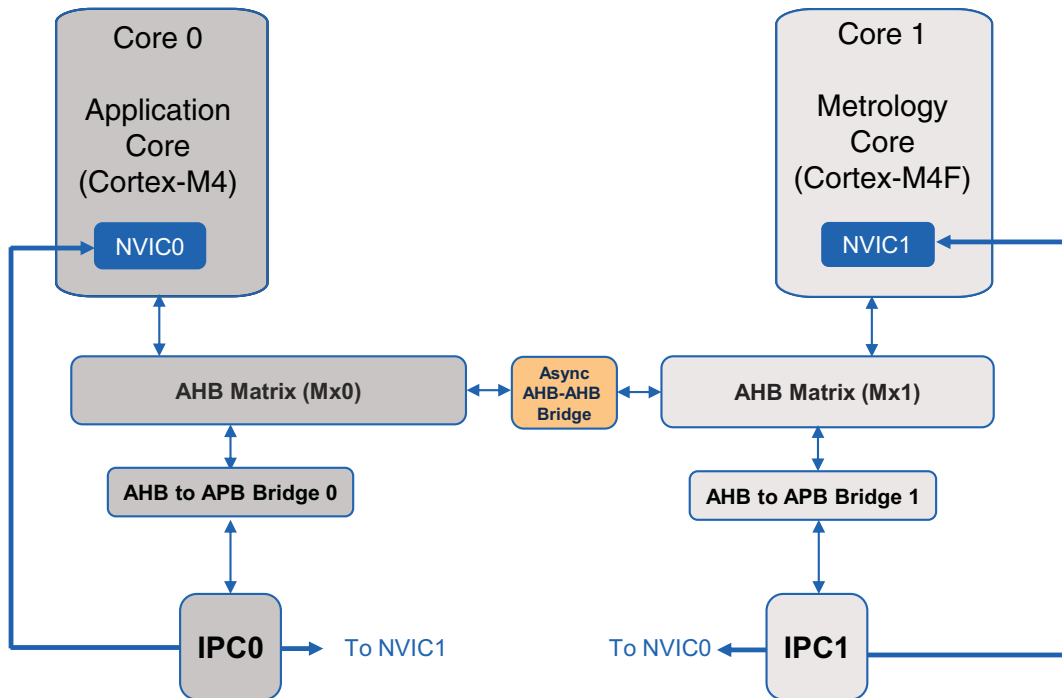 Core 0
Application
Core
(Cortex-M4)
NVIC0
Core 1
Metrology
Core
(Cortex-M4F)
NVIC1
AHB Matrix (Mx0)
Async
AHB-AHB
Bridge
AHB Matrix (Mx1)
AHB to APB Bridge 0
AHB to APB Bridge 1
IPC0
To NVIC1
To NVIC0
IPC1